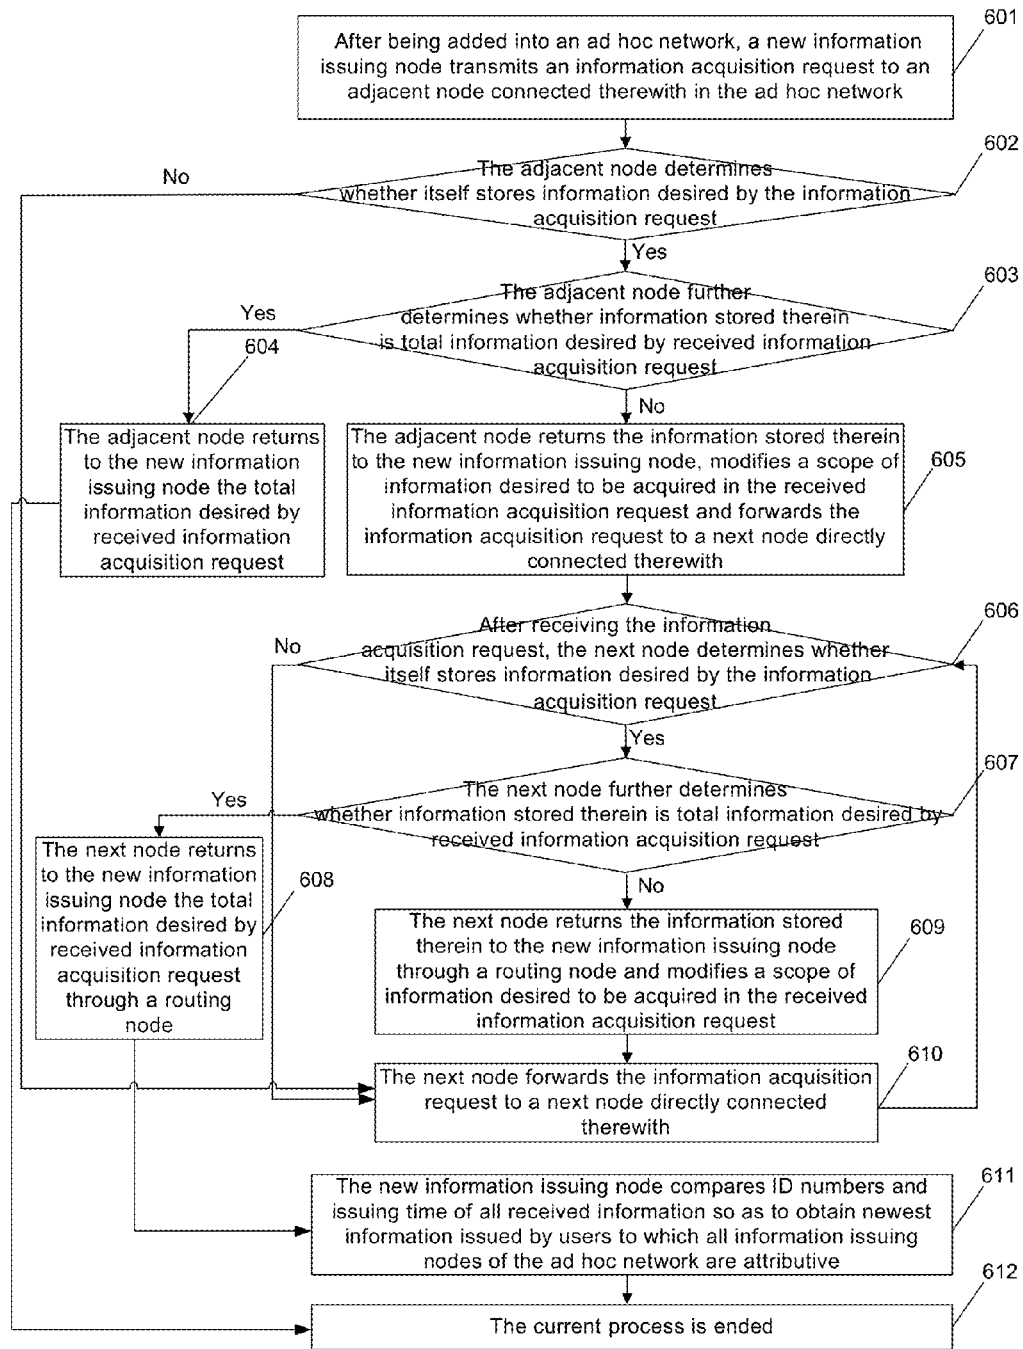 601
After being added into an ad hoc network, a new information
issuing node transmits an information acquisition request to an
adjacent node connected therewith in the ad hoc network
602
No
The adjacent node determines
whether itself stores information desired by the information
acquisition request
Yes
603
The adjacent node further
determines whether information stored therein
is total information desired by received information
acquisition request
Yes
604
No
The adjacent node returns
to the new information
issuing node the total
information desired by
received information
acquisition request
The adjacent node returns the information stored therein
to the new information issuing node, modifies a scope of
information desired to be acquired in the received
information acquisition request and forwards the
information acquisition request to a next node directly
connected therewith
605
606
After receiving the information
acquisition request, the next node determines whether
itself stores information desired by the information
acquisition request
No
Yes
607
The next node further determines
whether information stored therein is total information desired by
received information acquisition request
Yes
No
The next node returns
to the new information
issuing node the total
information desired by
received information
acquisition request
through a routing
node
608
The next node returns the information stored
therein to the new information issuing node
through a routing node and modifies a scope of
information desired to be acquired in the received
information acquisition request
609
610
The next node forwards the information acquisition
request to a next node directly connected
therewith
611
The new information issuing node compares ID numbers and
issuing time of all received information so as to obtain newest
information issued by users to which all information issuing
nodes of the ad hoc network are attributive
612
The current process is ended